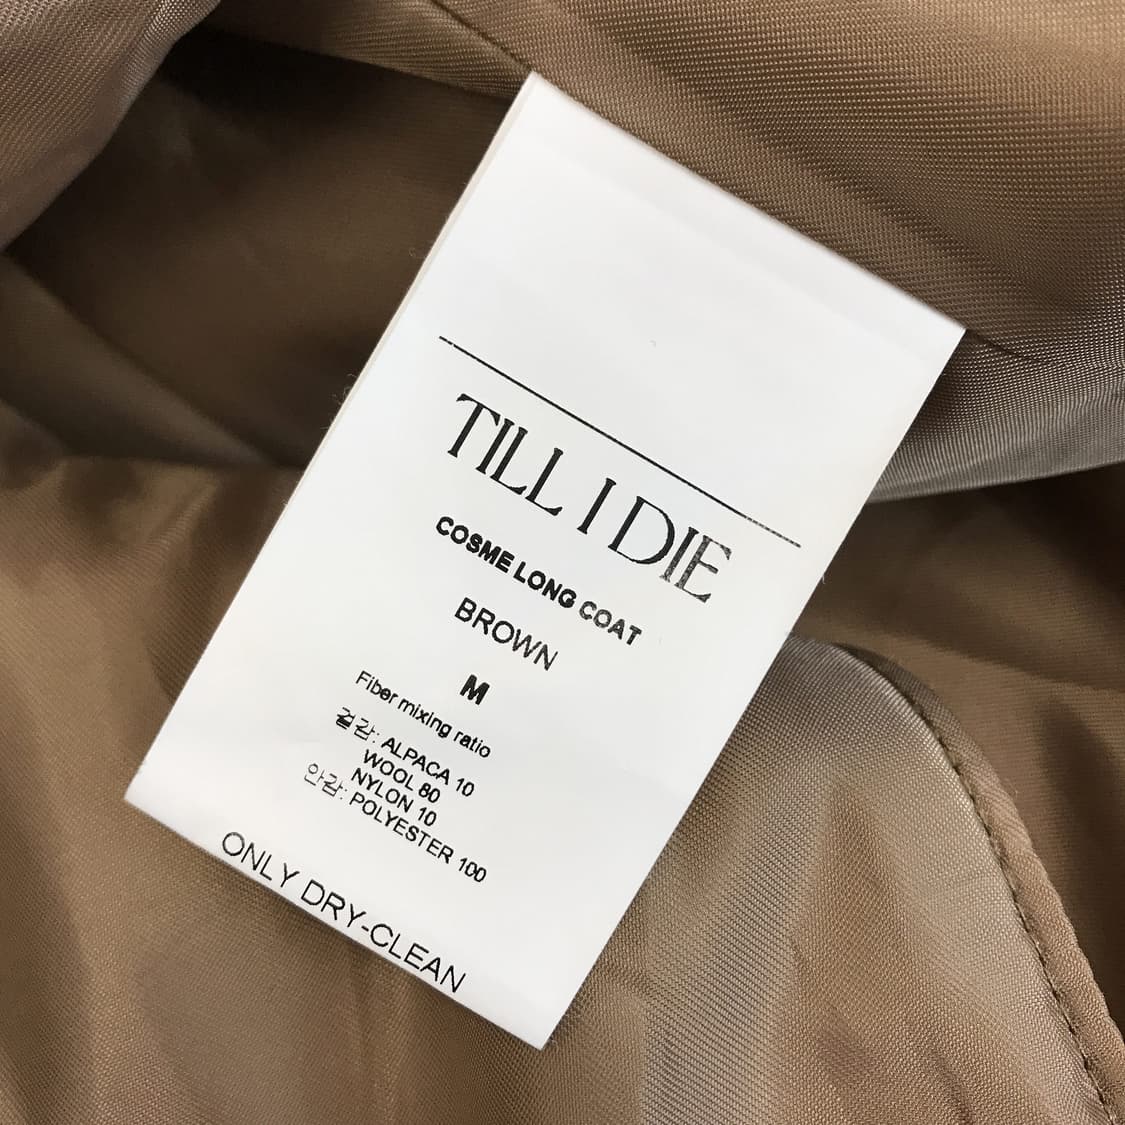 TILL I DIE
COSME LONG COAT
BROWN
M
Fiber mixing ratio
겉감: ALPACA 10
WOOL 80
NYLON 10
안감: POLYESTER 100
ONLY DRY-CLEAN